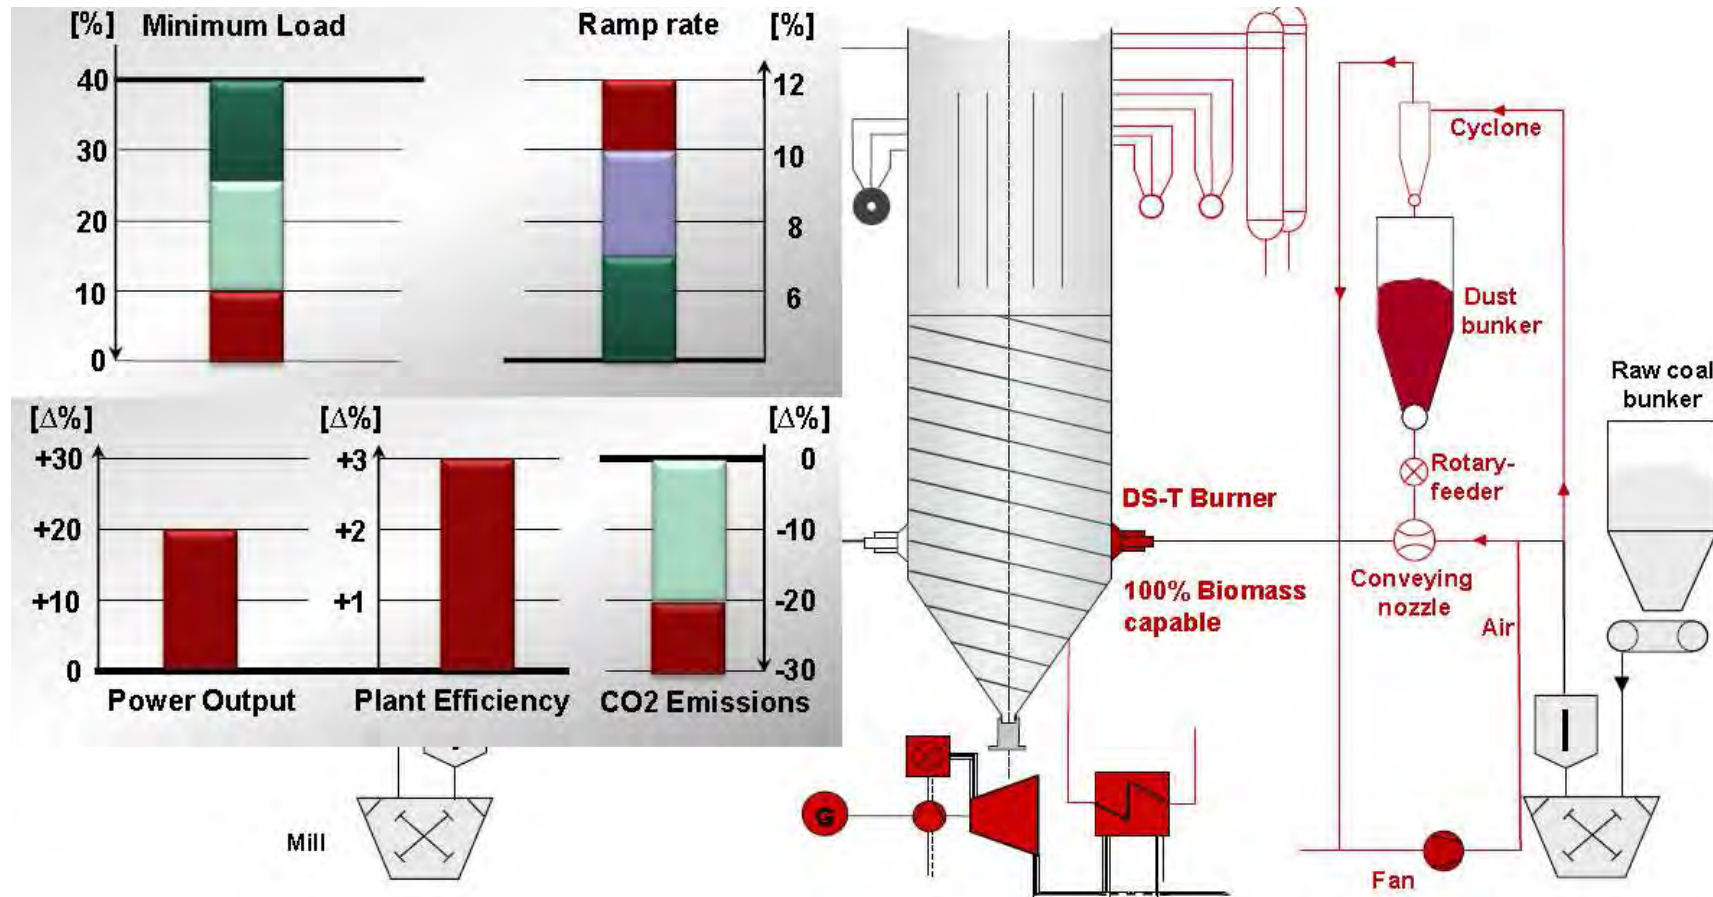 [%] Minimum Load
Ramp rate [%]
40
30
20
10
0
12
10
8
6
[Δ%]
+30
+20
+10
0
Power Output
[Δ%]
+3
+2
+1
Plant Efficiency
[Δ%]
0
-10
-20
-30
CO2 Emissions
Cyclone
Dust
bunker
Raw coal
bunker
Rotary-
feeder
DS-T Burner
100% Biomass
capable
Conveying
nozzle
Air
Mill
G
Fan